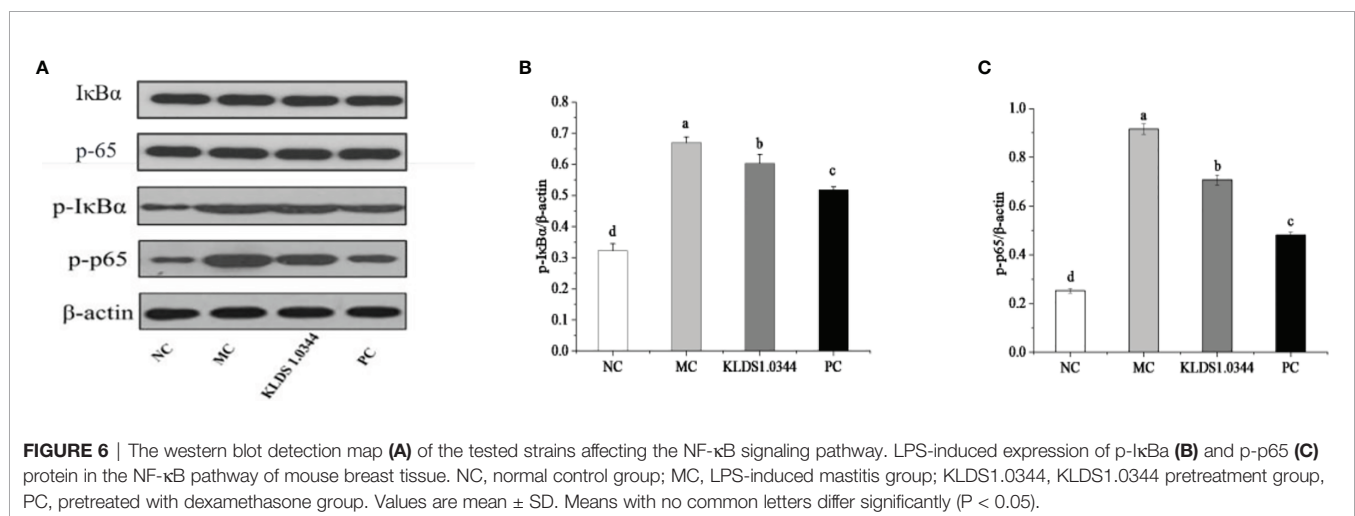 A
IκBα
p-65
p-IκBα
p-p65
β-actin
NC MC KLDS1.0344 PC
B
p-IκBα/β-actin
0.8
0.7
0.6
0.5
0.4
0.3
0.2
0.1
0.0
d a b c
NC MC KLDS1.0344 PC
C
p-p65/β-actin
1.0
0.8
0.6
0.4
0.2
0.0
d a b c
NC MC KLDS1.0344 PC
FIGURE 6 | The western blot detection map (A) of the tested strains affecting the NF-κB signaling pathway. LPS-induced expression of p-IκBa (B) and p-p65 (C)
protein in the NF-κB pathway of mouse breast tissue. NC, normal control group; MC, LPS-induced mastitis group; KLDS1.0344, KLDS1.0344 pretreatment group,
PC, pretreated with dexamethasone group. Values are mean ± SD. Means with no common letters differ significantly (P < 0.05).